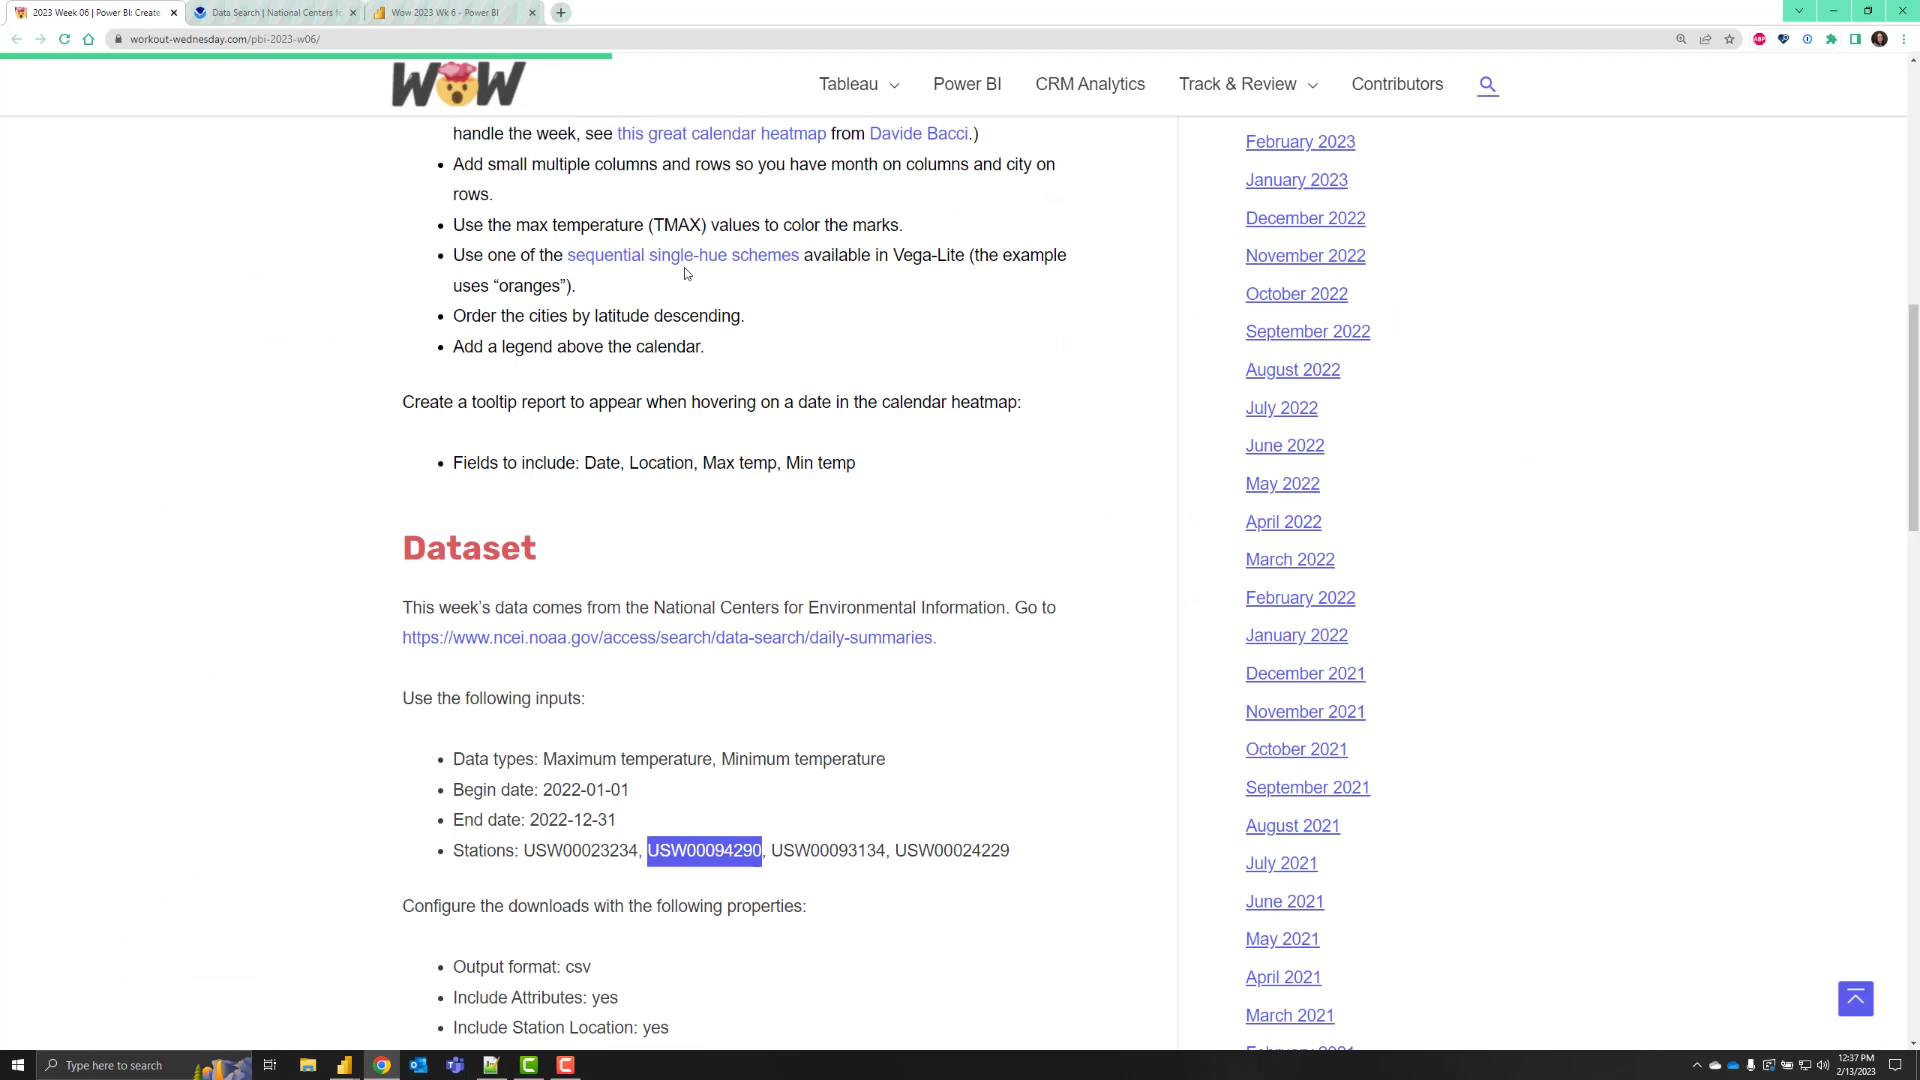 2023 Week 06 | Power BI: Create
Data Search | National Centers fo
Wow 2023 Wk 6 - Power BI
workout-wednesday.com/pbi-2023-w06/
ABP
WOW
Tableau
Power BI
CRM Analytics
Track & Review
Contributors
handle the week, see this great calendar heatmap from Davide Bacci.)
• Add small multiple columns and rows so you have month on columns and city on
rows.
• Use the max temperature (TMAX) values to color the marks.
• Use one of the sequential single-hue schemes available in Vega-Lite (the example
uses “oranges”).
• Order the cities by latitude descending.
• Add a legend above the calendar.
Create a tooltip report to appear when hovering on a date in the calendar heatmap:
• Fields to include: Date, Location, Max temp, Min temp
Dataset
This week’s data comes from the National Centers for Environmental Information. Go to
https://www.ncei.noaa.gov/access/search/data-search/daily-summaries.
Use the following inputs:
• Data types: Maximum temperature, Minimum temperature
• Begin date: 2022-01-01
• End date: 2022-12-31
• Stations: USW00023234, USW00094290, USW00093134, USW00024229
Configure the downloads with the following properties:
• Output format: csv
• Include Attributes: yes
• Include Station Location: yes
February 2023
January 2023
December 2022
November 2022
October 2022
September 2022
August 2022
July 2022
June 2022
May 2022
April 2022
March 2022
February 2022
January 2022
December 2021
November 2021
October 2021
September 2021
August 2021
July 2021
June 2021
May 2021
April 2021
March 2021
February 2021
Type here to search
12:37 PM
2/13/2023